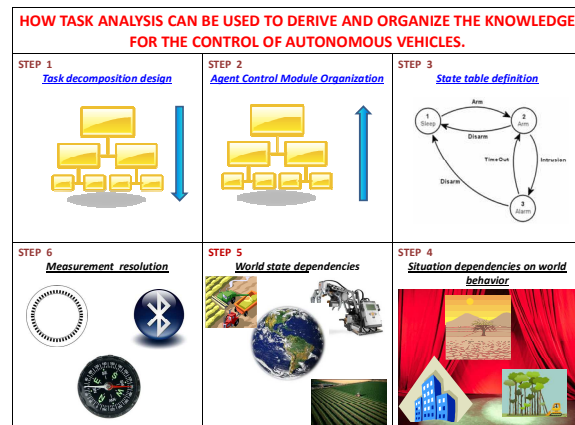 HOW TASK ANALYSIS CAN BE USED TO DERIVE AND ORGANIZE THE KNOWLEDGE
FOR THE CONTROL OF AUTONOMOUS VEHICLES.
STEP 1
Task decomposition design
STEP 2
Agent Control Module Organization
STEP 3
State table definition
Arm
1
Sleep
2
Arm
Disarm
TimeOut
Intrusion
Disarm
3
Alarm
STEP 6
Measurement resolution
STEP 5
World state dependencies
STEP 4
Situation dependencies on world
behavior